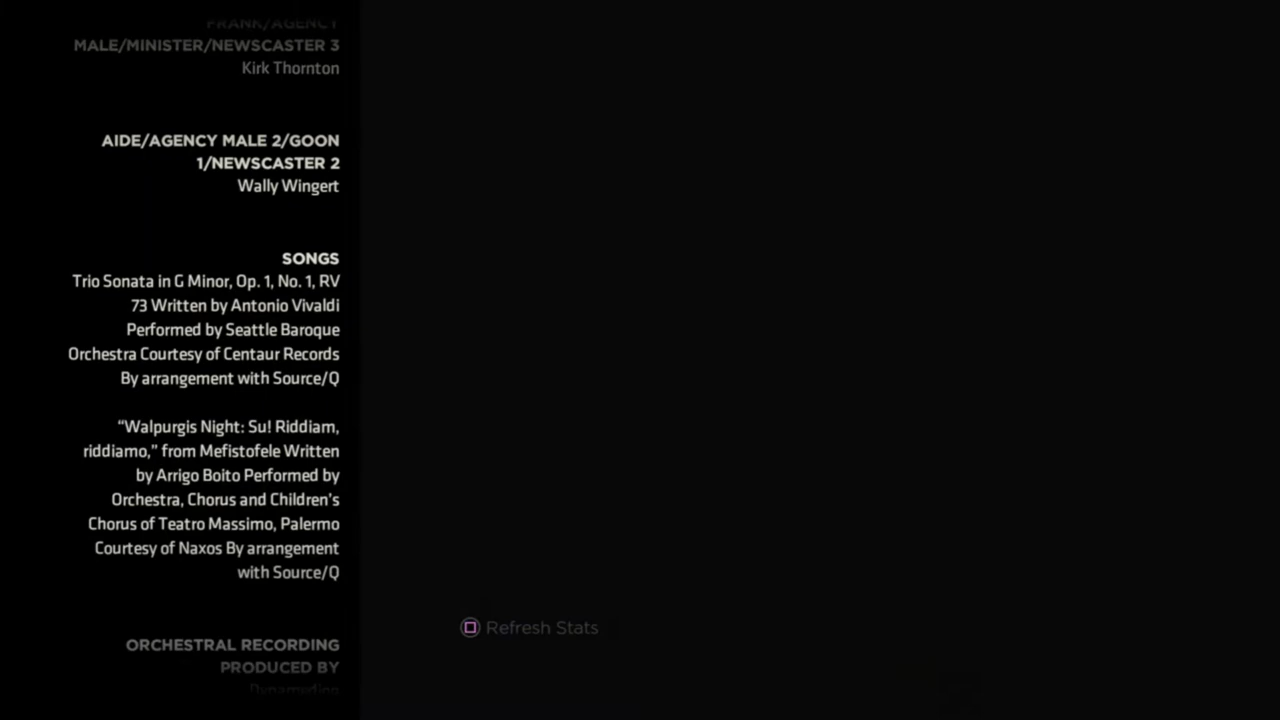 FRANK/AGENCY
MALE/MINISTER/NEWSCASTER 3
Kirk Thornton
AIDE/AGENCY MALE 2/GOON
1/NEWSCASTER 2
Wally Wingert
SONGS
Trio Sonata in G Minor, Op. 1, No. 1, RV
73 Written by Antonio Vivaldi
Performed by Seattle Baroque
Orchestra Courtesy of Centaur Records
By arrangement with Source/Q
“Walpurgis Night: Su! Riddiam,
riddiamo,” from Mefistofele Written
by Arrigo Boito Performed by
Orchestra, Chorus and Children’s
Chorus of Teatro Massimo, Palermo
Courtesy of Naxos By arrangement
with Source/Q
ORCHESTRAL RECORDING
PRODUCED BY
Dynamedion
Refresh Stats